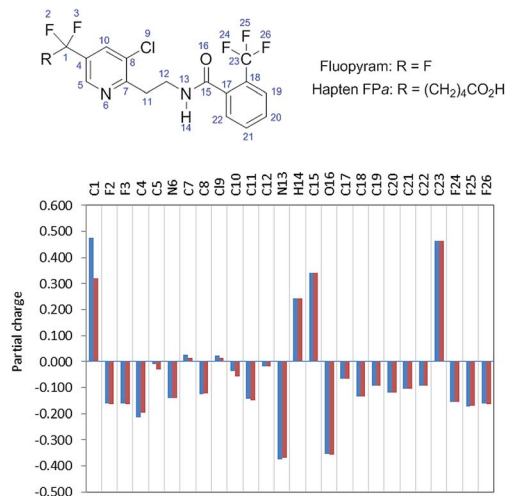 2
F
3
F
R
1
10
9
Cl
4
8
5
N
6
7
11
12
13
N
H
14
16
O
15
17
24
F
25
F
26
F
C
23
18
19
20
21
22
Fluopyram: R = F
Hapten FPa: R = (CH2)4CO2H
C1 F2 F3 C4 C5 N6 C7 C8 Cl9 C10 C11 C12 N13 H14 C15 O16 C17 C18 C19 C20 C21 C22 C23 F24 F25 F26
Partial charge
0.600
0.500
0.400
0.300
0.200
0.100
0.000
-0.100
-0.200
-0.300
-0.400
-0.500